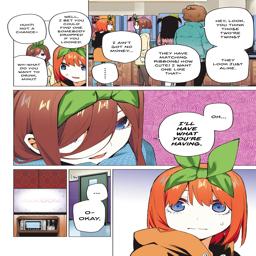 HEY, LOOK.
YOU THINK
THOSE
TWO'RE
TWINS?
THEY
LOOK JUST
ALIKE.
THEY HAVE
MATCHING
RIBBONS! HOW
CUTE! I WANT
ONE LIKE
THAT~
I AIN'T
GOT NO
MONEY...
...
WELL,
I BET YOU
COULD
FIND ONE
SOMEBODY
DROPPED IF
YOU LOOKED.
HUH?!
NOT A
CHANCE~
WH-WHAT DO
YOU WANT
TO DRINK,
MIKU?
OH...
I'LL
HAVE
WHAT
YOU'RE
HAVING.
...
O-
OKAY.